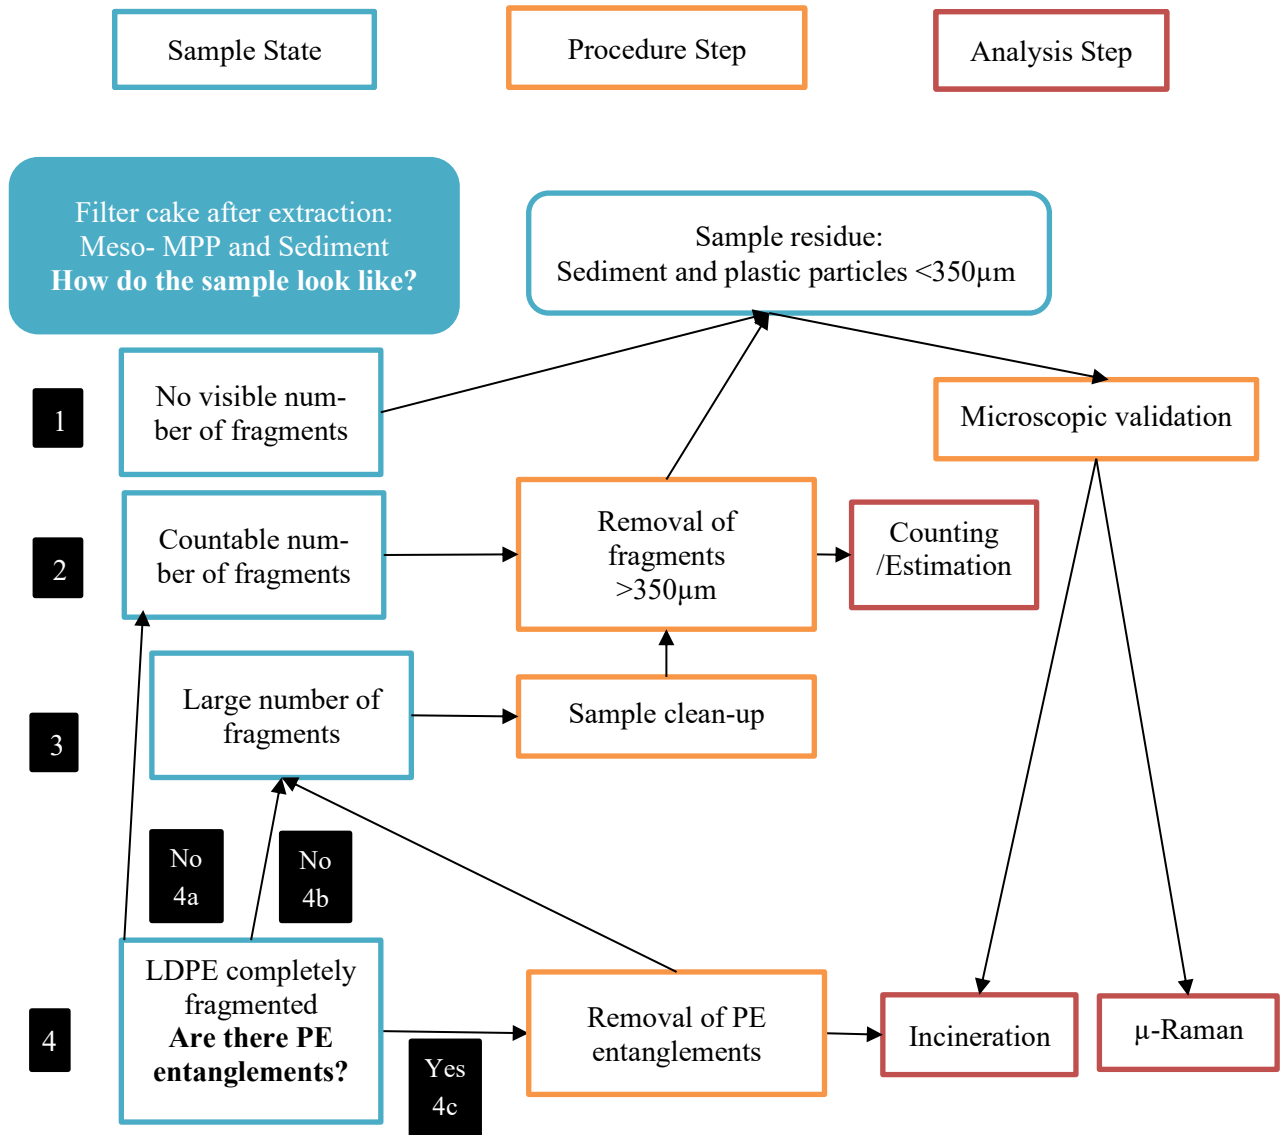 Sample State
Procedure Step
Analysis Step
Filter cake after extraction:
Meso- MPP and Sediment
How do the sample look like?
Sample residue:
Sediment and plastic particles <350µm
1
No visible num-
ber of fragments
Microscopic validation
2
Countable num-
ber of fragments
Removal of
fragments
>350µm
Counting
/Estimation
3
Large number of
fragments
Sample clean-up
No
4a
No
4b
4
LDPE completely
fragmented
Are there PE
entanglements?
Yes
4c
Removal of PE
entanglements
Incineration
µ-Raman